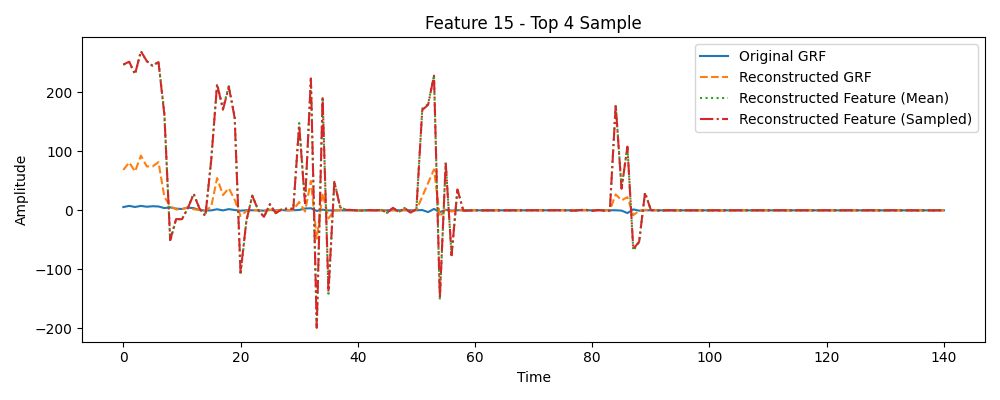 Feature 15 - Top 4 Sample
Original GRF
Reconstructed GRF
Reconstructed Feature (Mean)
Reconstructed Feature (Sampled)
Amplitude
200
100
0
−100
−200
0 20 40 60 80 100 120 140
Time